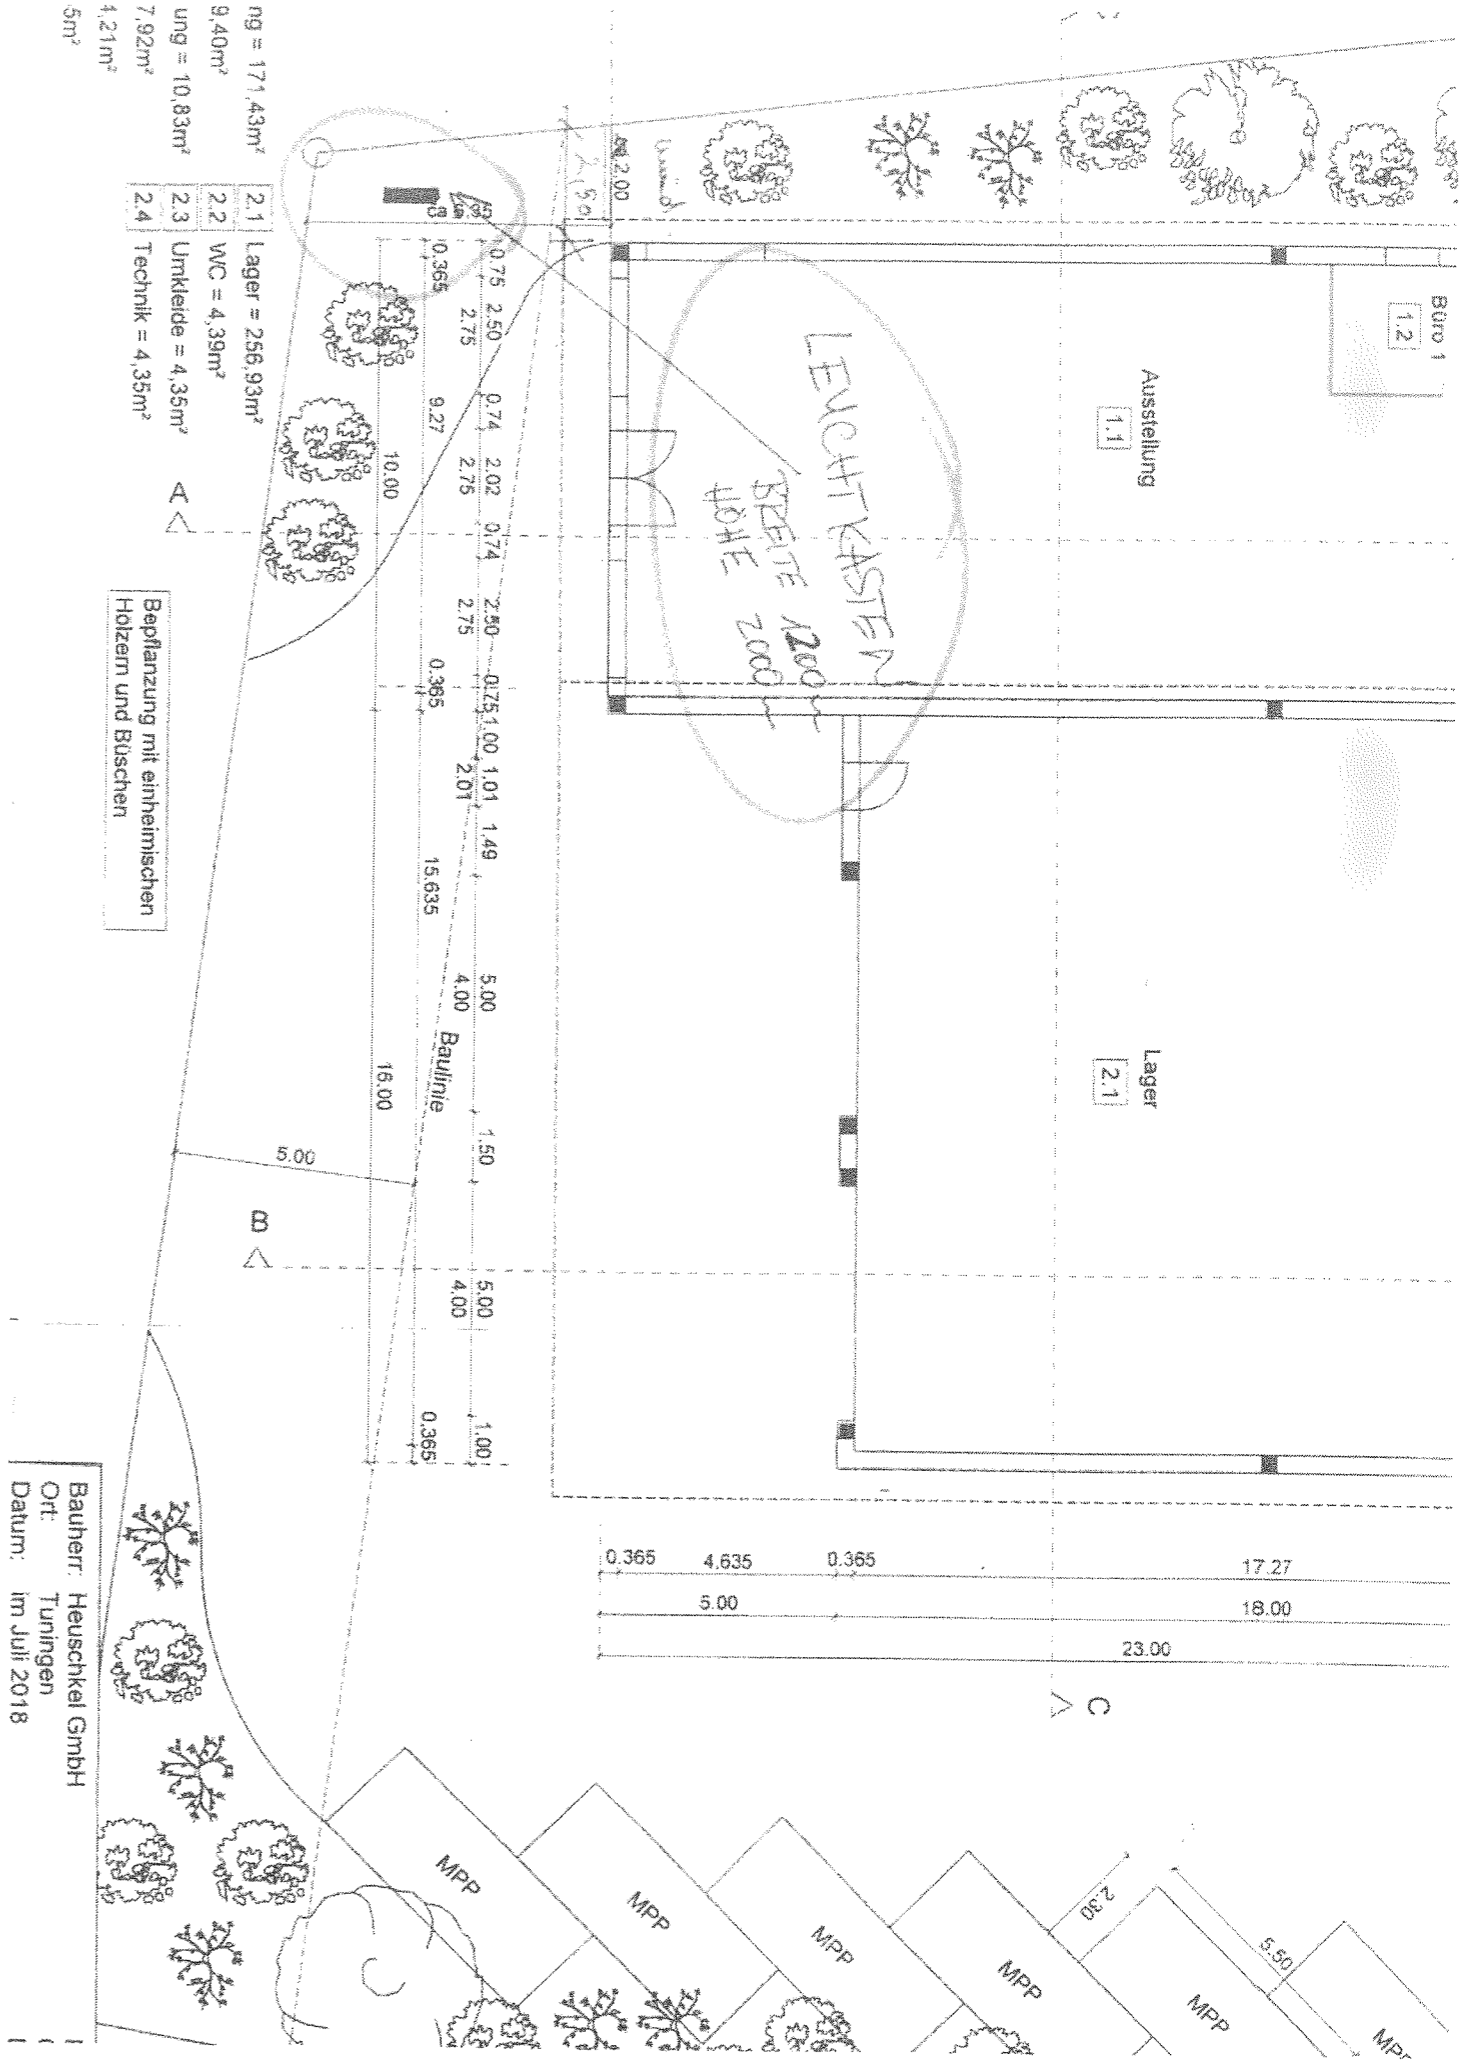 ng = 171,43m²
9,40m²
ung = 10,83m²
7,92m²
4,21m²
5m²
2.1 Lager = 256,93m²
2.2 WC = 4,39m²
2.3 Umkleide = 4,35m²
2.4 Technik = 4,35m²
Bepflanzung mit einheimischen
Hölzern und Büschen
Bauherr: Heuschkel GmbH
Ort: Tuningen
Datum: im Juli 2018
Büro 1
1.2
Ausstellung
1.1
Lager
2.1
LEUCHTKASTEN
BREITE 1200
HÖHE 2000
2.00
0.75 2.50 0.74 2.02 0.74 2.50 0.75 1.00 1.01 1.49 5.00 1.50 5.00 1.00
2.75 2.75 2.75 2.01 4.00 4.00
0.365 9.27 0.365 15.635 0.365
10.00 16.00
Baulinie
5.00
A
B
C
0.365 4.635 0.365 17.27
5.00 18.00
23.00
MPP
MPP
MPP
MPP
MPP
2.30
5.50